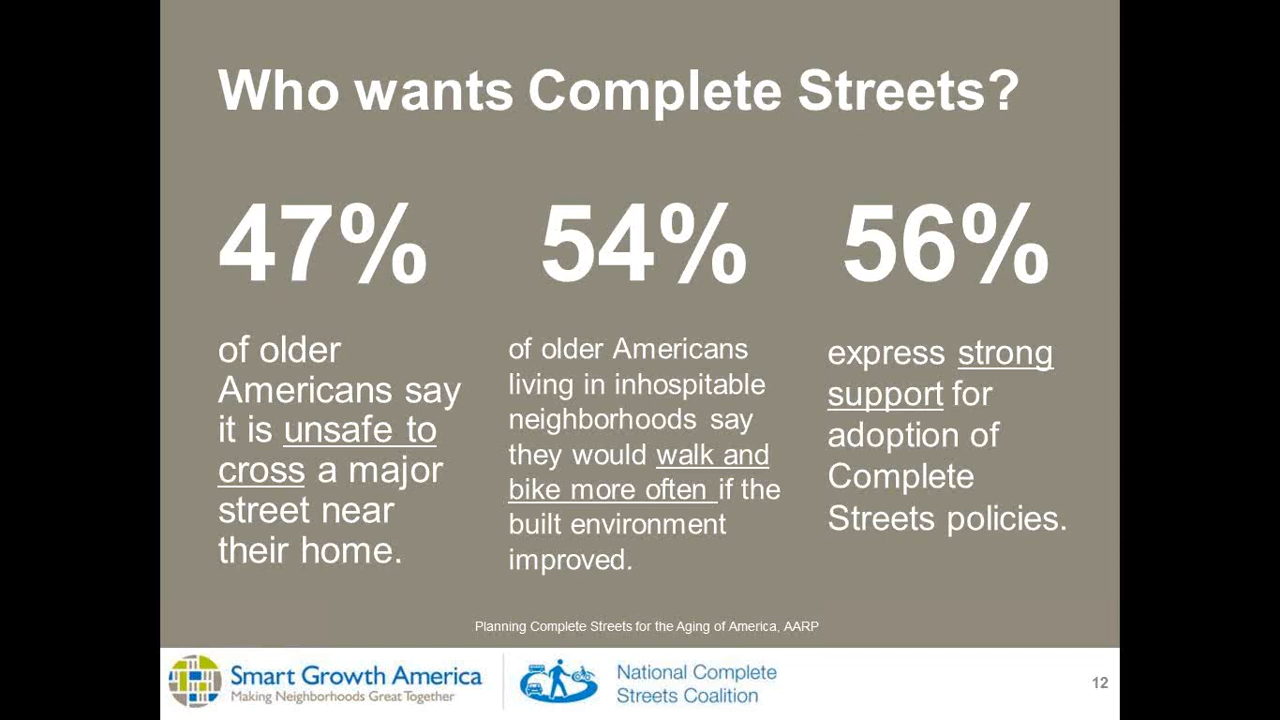 Who wants Complete Streets?
47%
of older
Americans say
it is unsafe to
cross a major
street near
their home.
54%
of older Americans
living in inhospitable
neighborhoods say
they would walk and
bike more often if the
built environment
improved.
56%
express strong
support for
adoption of
Complete
Streets policies.
Planning Complete Streets for the Aging of America, AARP
Smart Growth America
Making Neighborhoods Great Together
National Complete
Streets Coalition
12